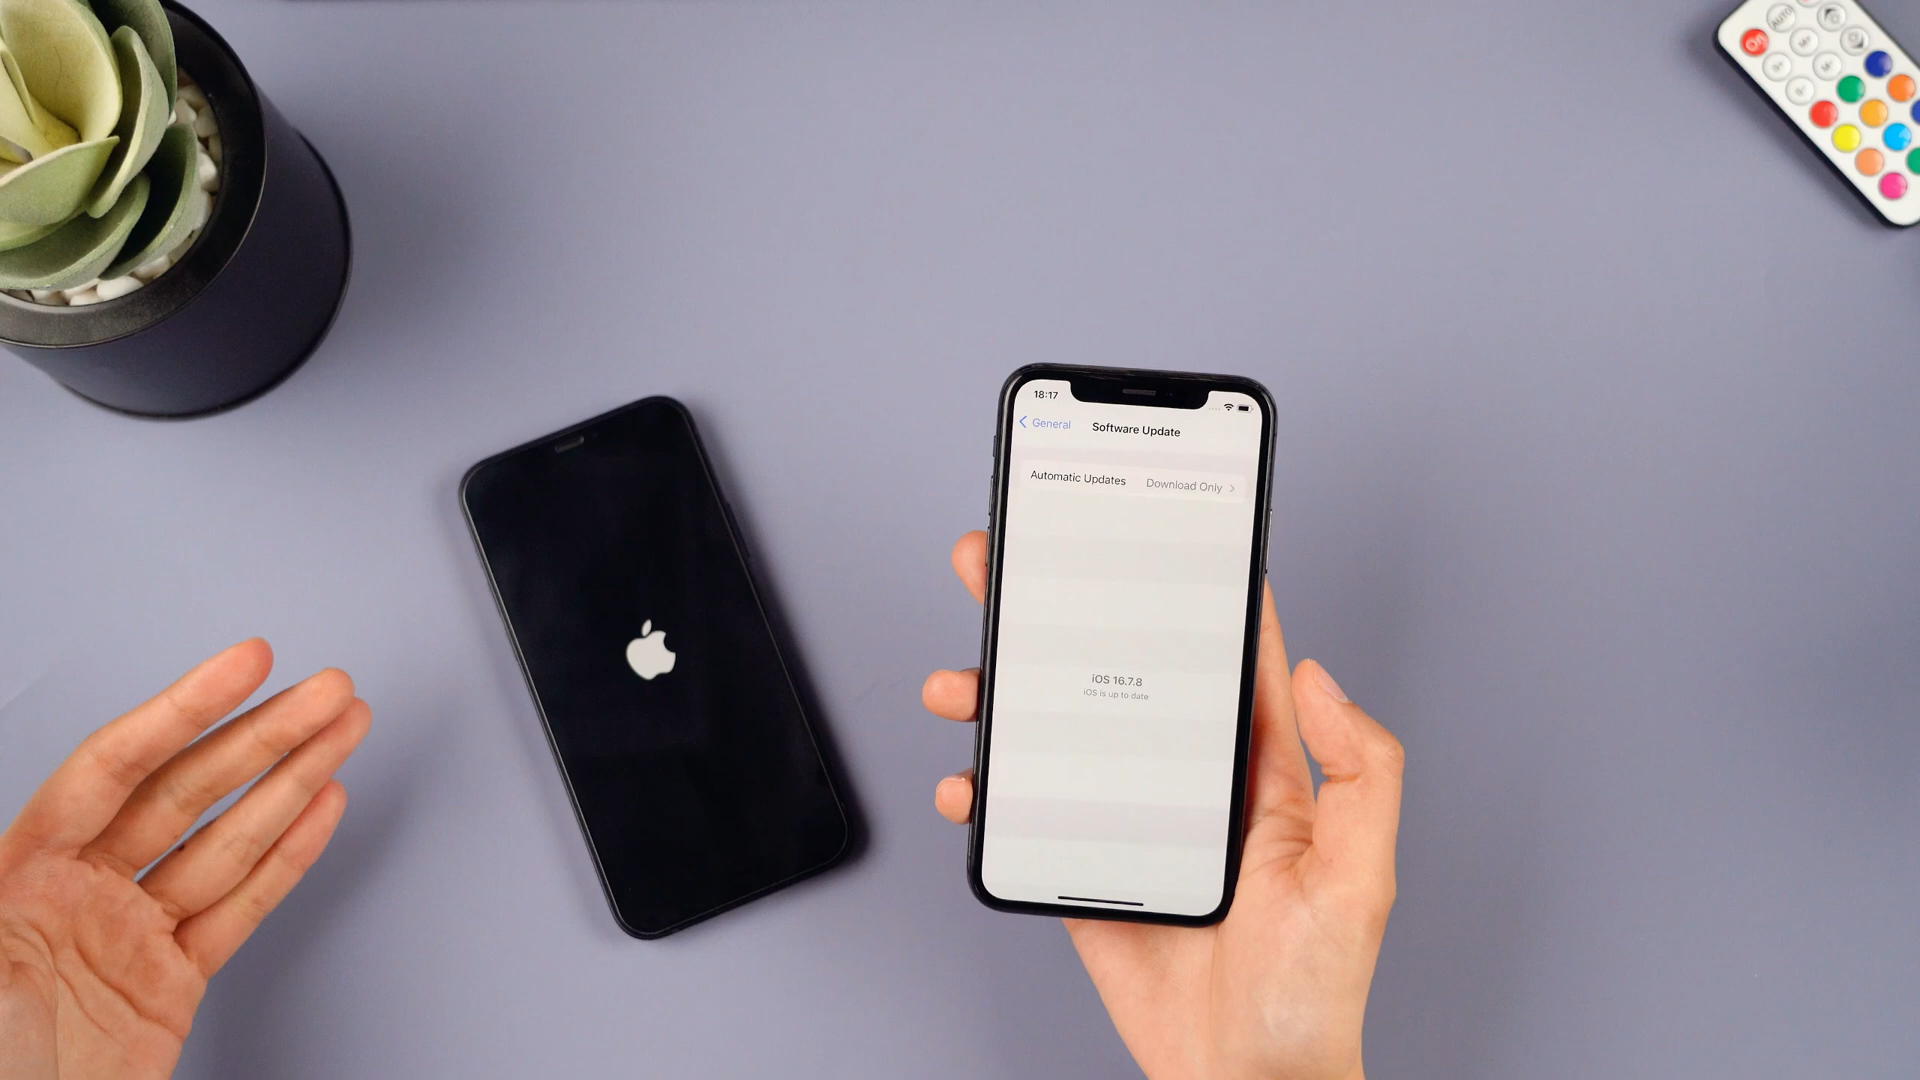 On
AUTO
M+
M-
18:17
General
Software Update
Automatic Updates
Download Only
iOS 16.7.8
iOS is up to date